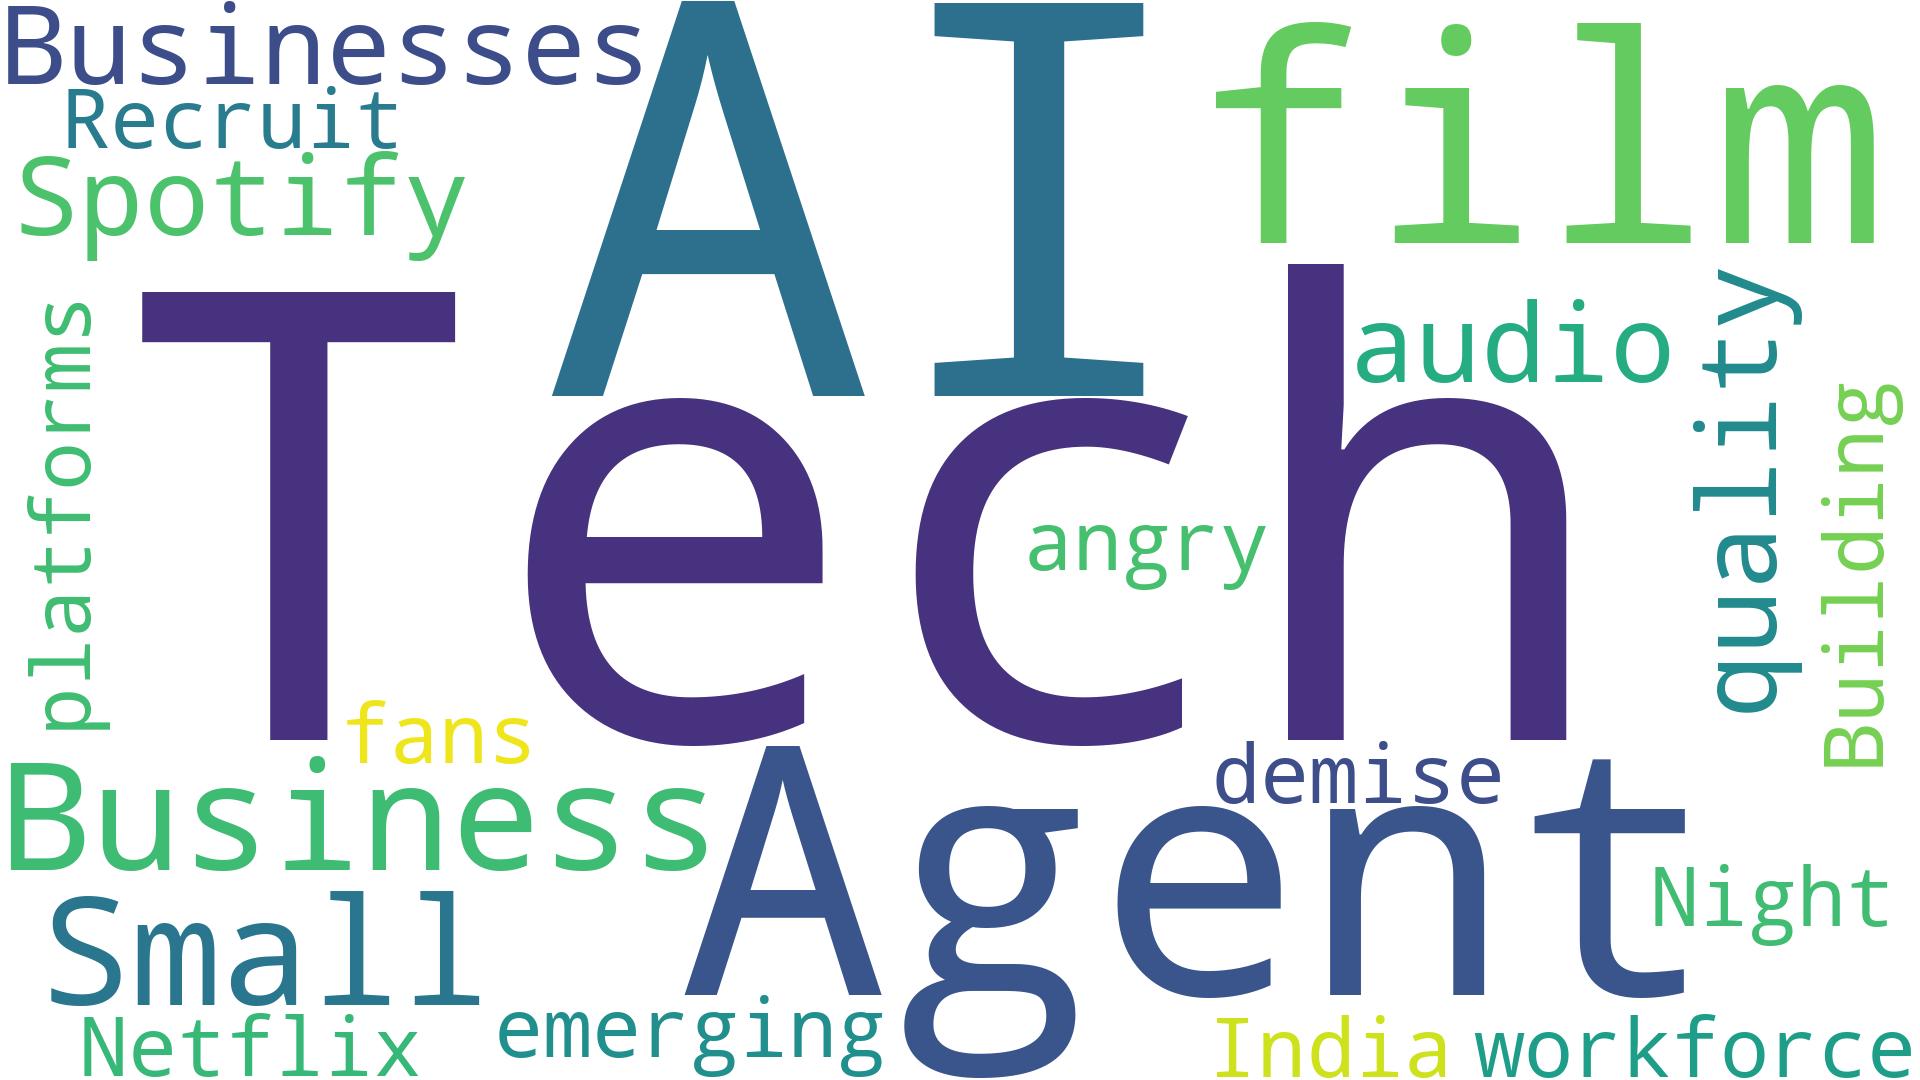 Businesses
AI
film
Recruit
Spotify
Tech
audio
quality
platforms
Building
angry
fans
demise
Business
Agent
Small
Night
Netflix
emerging
India
workforce